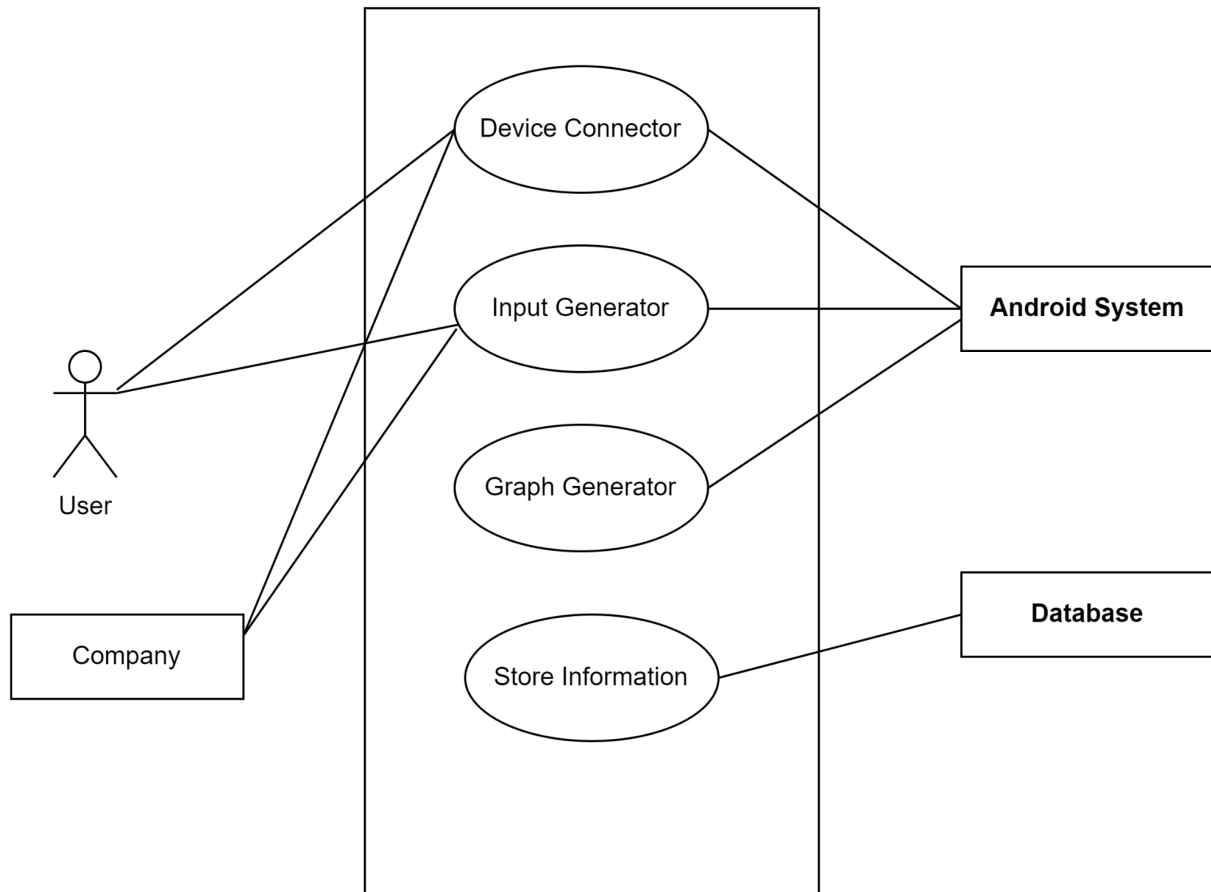 Device Connector
Input Generator
Android System
Graph Generator
User
Database
Company
Store Information